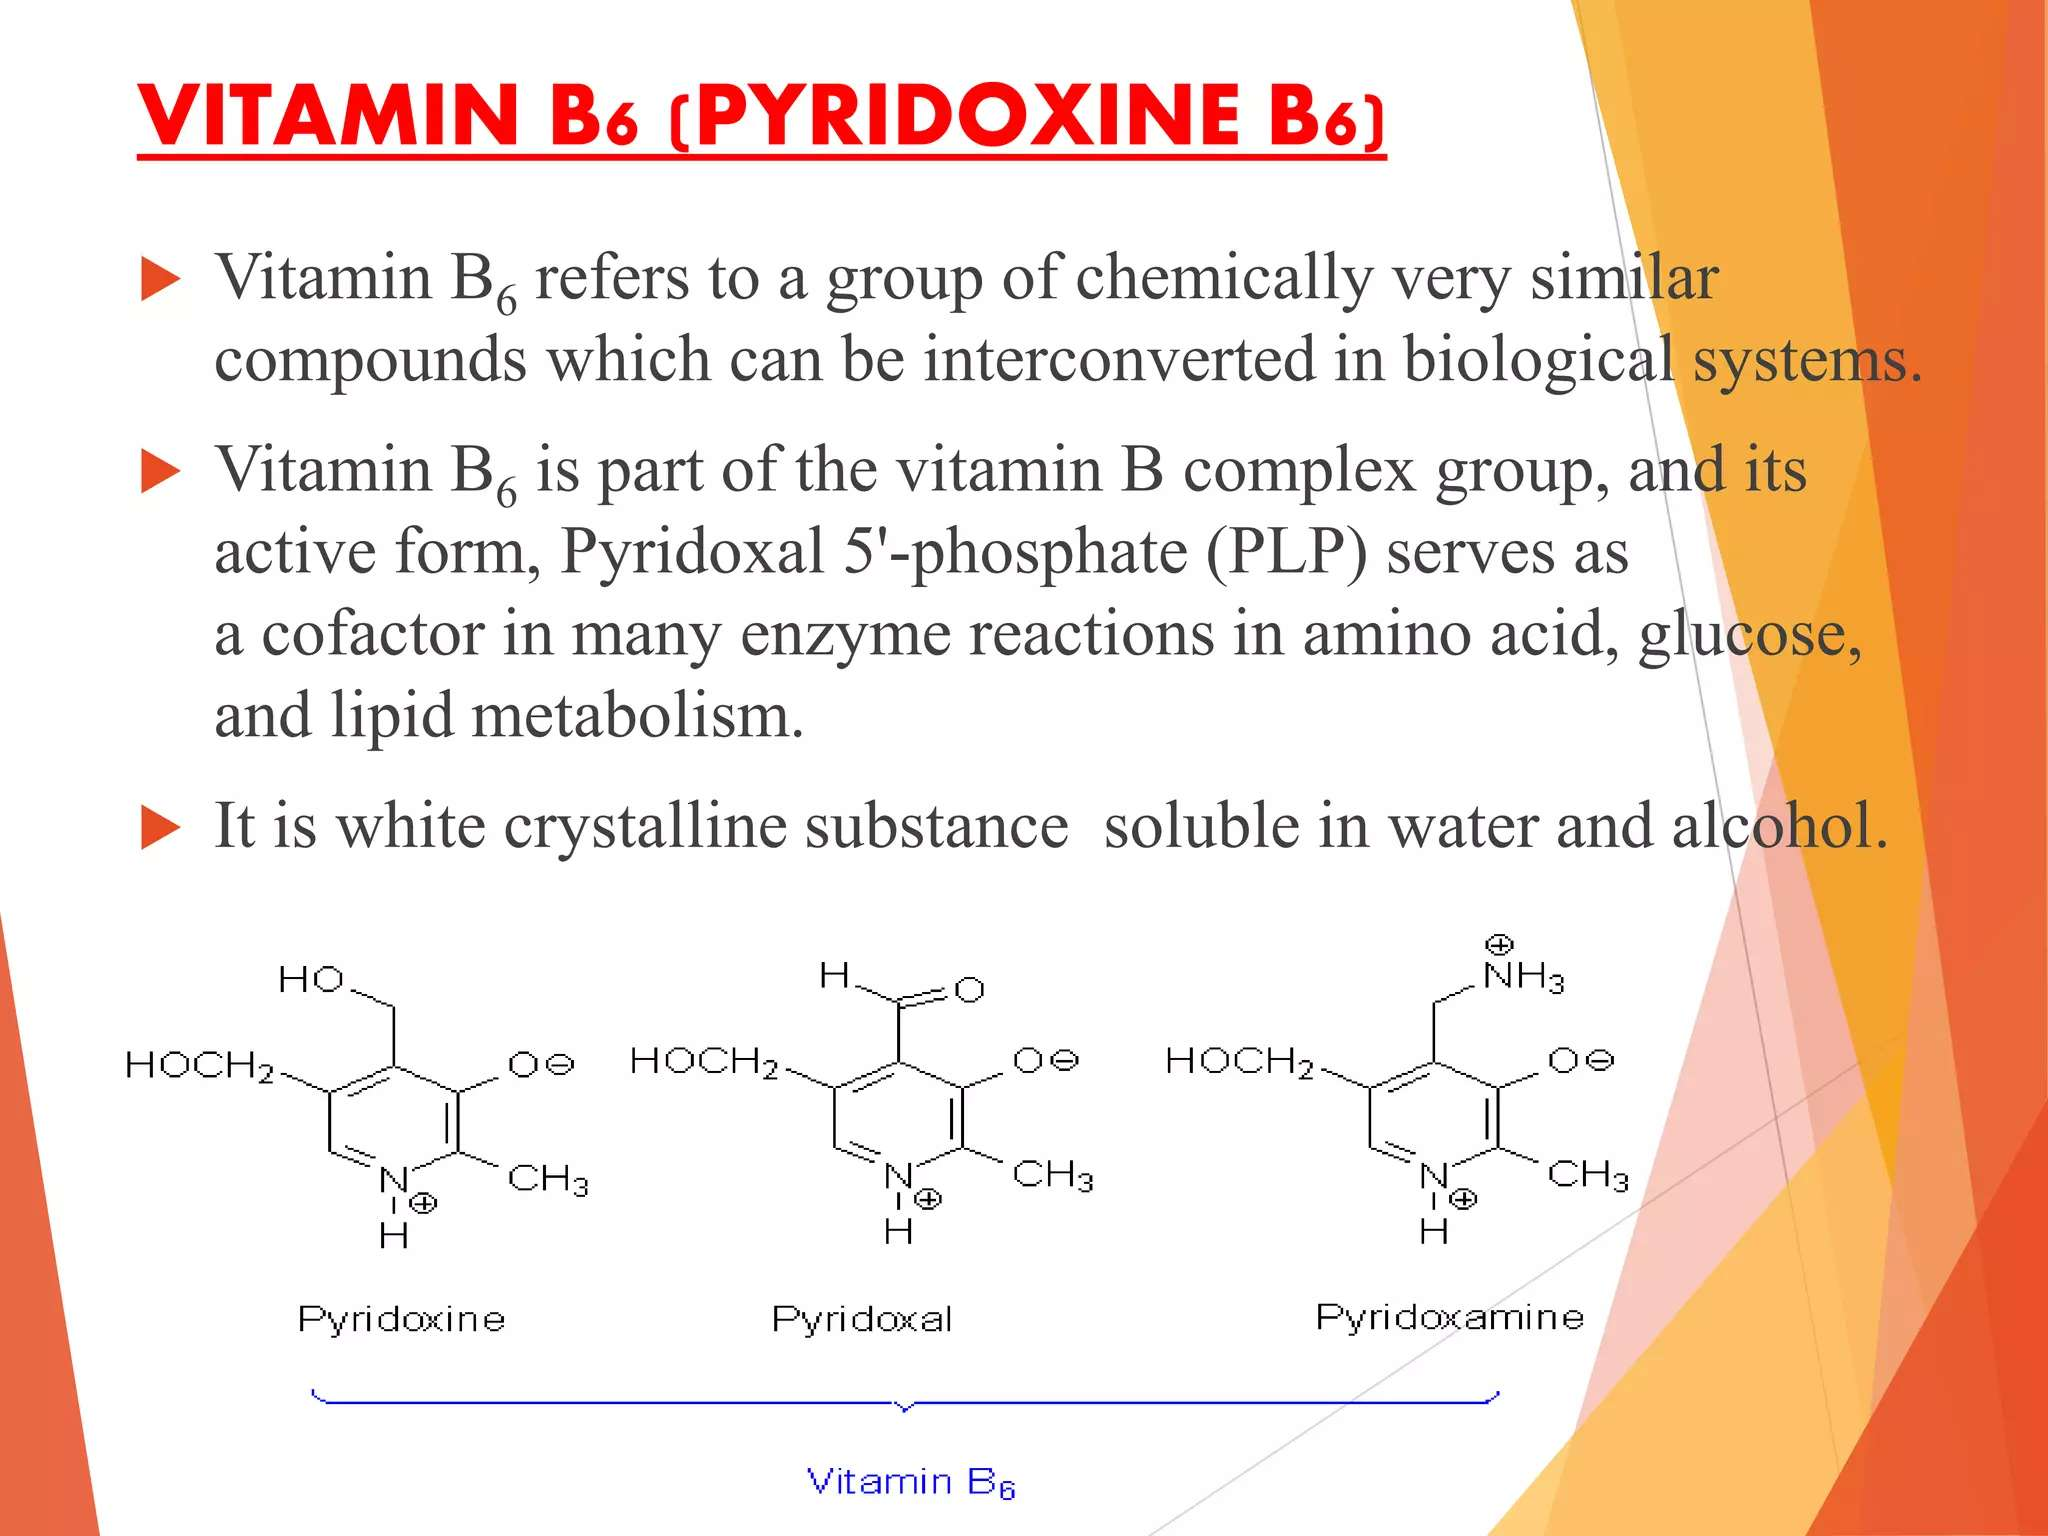 VITAMIN B6 (PYRIDOXINE B6)
Vitamin B6 refers to a group of chemically very similar
compounds which can be interconverted in biological systems.
Vitamin B6 is part of the vitamin B complex group, and its
active form, Pyridoxal 5'-phosphate (PLP) serves as
a cofactor in many enzyme reactions in amino acid, glucose,
and lipid metabolism.
It is white crystalline substance  soluble in water and alcohol.
HO
HOCH2
O⊖
N⊕
H
CH3
Pyridoxine
H
O
HOCH2
O⊖
N⊕
H
CH3
Pyridoxal
⊕
NH3
HOCH2
O⊖
N⊕
H
CH3
Pyridoxamine
Vitamin B6